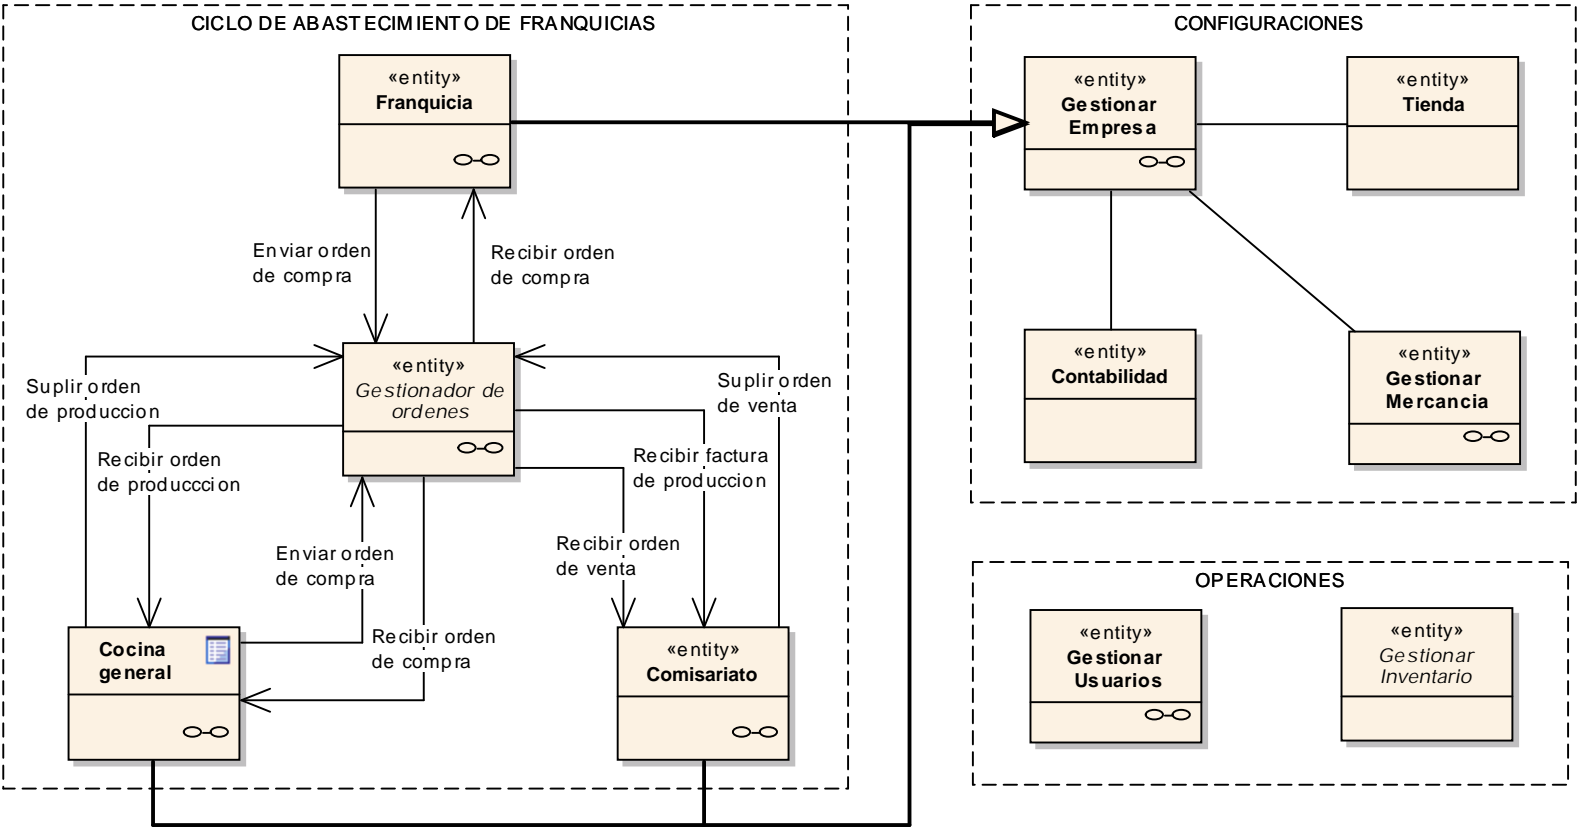 CICLO DE ABASTECIMIENTO DE FRANQUICIAS
«entity»
Franquicia
Enviar orden
de compra
Recibir orden
de compra
«entity»
Gestionador de
ordenes
Suplir orden
de produccion
Recibir orden
de producccion
Suplir orden
de venta
Recibir factura
de produccion
Enviar orden
de compra
Recibir orden
de venta
Recibir orden
de compra
Cocina
general
«entity»
Comisariato
CONFIGURACIONES
«entity»
Gestionar
Empresa
«entity»
Tienda
«entity»
Contabilidad
«entity»
Gestionar
Mercancia
OPERACIONES
«entity»
Gestionar
Usuarios
«entity»
Gestionar
Inventario